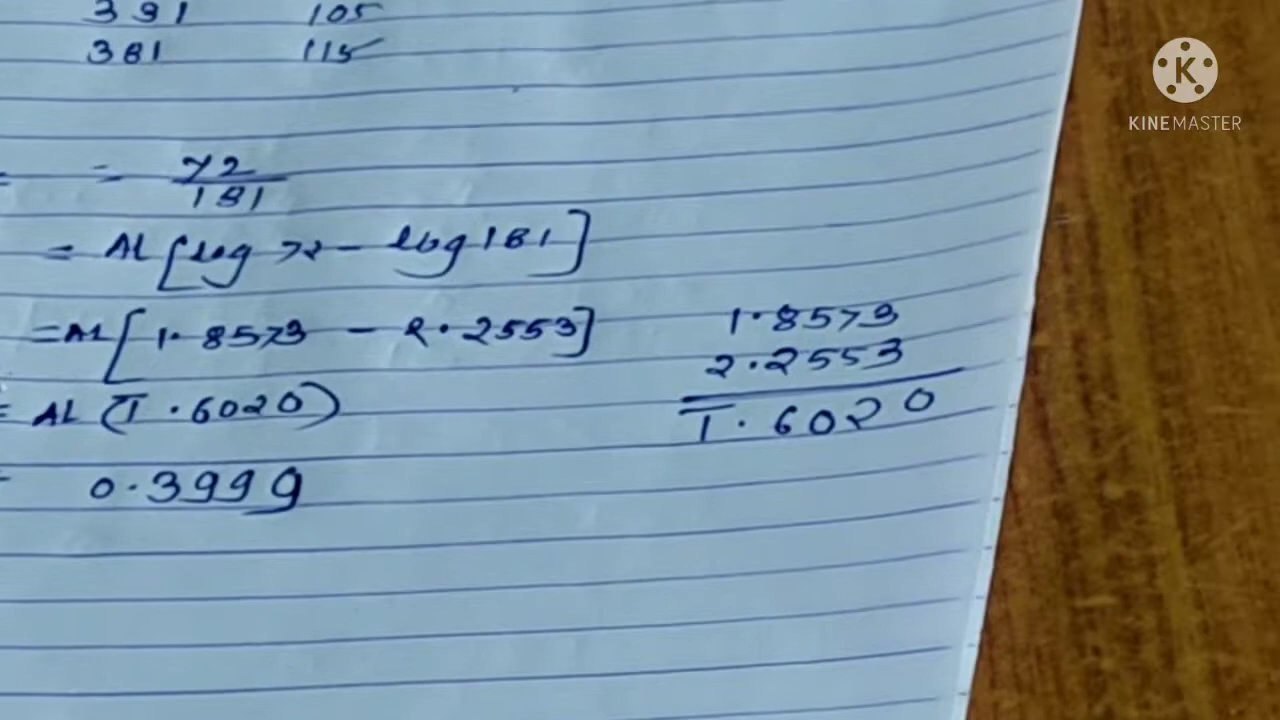 391 105
381 115
= = 72
181
= AL [log 72 - log 181]
= AL [1.8573 - 2.2553]
1.8573
2.2553
1̅.6020
= AL (1̅.6020)
= 0.3999
KINEMASTER